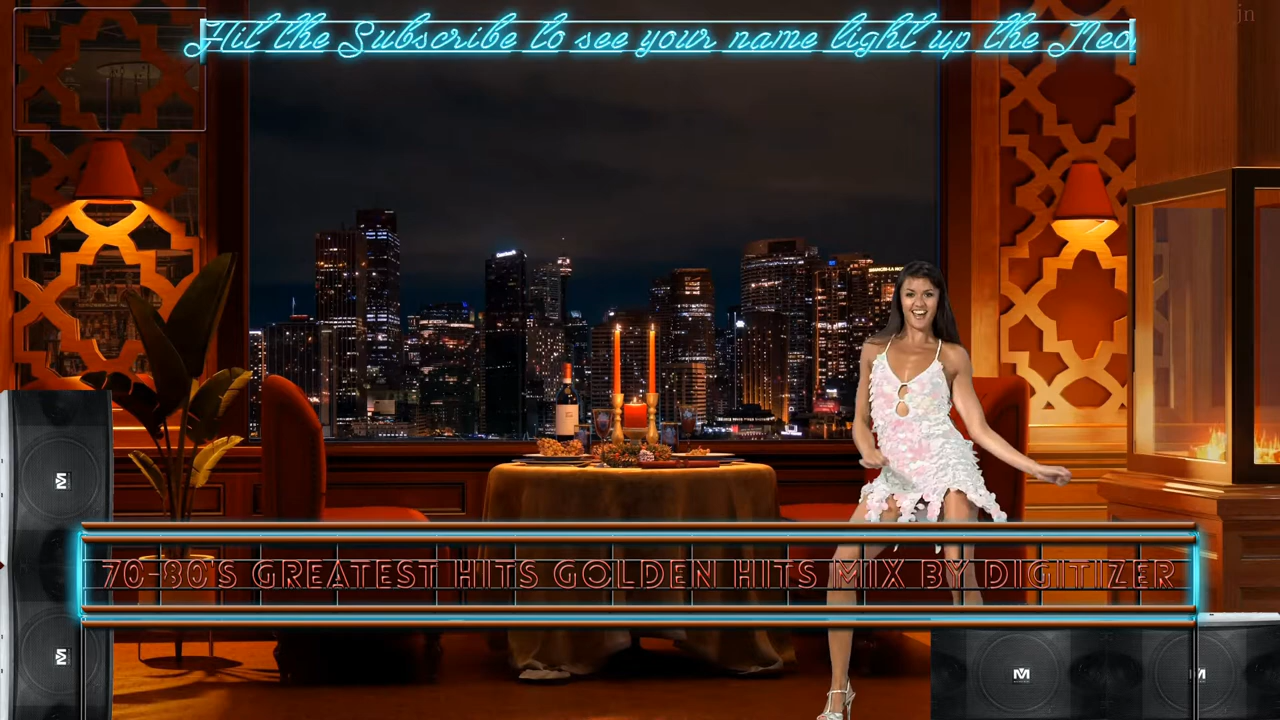 jn
Hit the Subscribe to see your name light up the Neo
70-80'S GREATEST HITS GOLDEN HITS MIX BY DIGITIZER